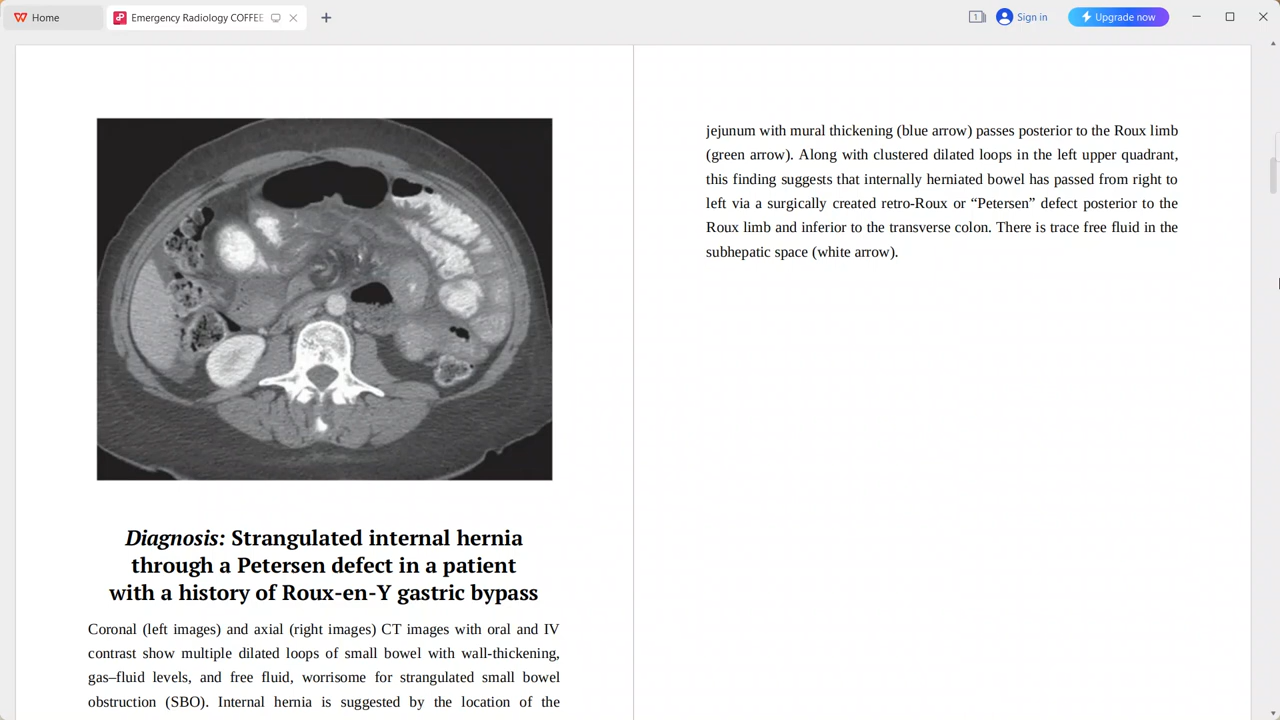 Home
Emergency Radiology COFFEE
1
Sign in
Upgrade now
Diagnosis: Strangulated internal hernia
through a Petersen defect in a patient
with a history of Roux-en-Y gastric bypass
Coronal (left images) and axial (right images) CT images with oral and IV
contrast show multiple dilated loops of small bowel with wall-thickening,
gas–fluid levels, and free fluid, worrisome for strangulated small bowel
obstruction (SBO). Internal hernia is suggested by the location of the
jejunum with mural thickening (blue arrow) passes posterior to the Roux limb
(green arrow). Along with clustered dilated loops in the left upper quadrant,
this finding suggests that internally herniated bowel has passed from right to
left via a surgically created retro-Roux or “Petersen” defect posterior to the
Roux limb and inferior to the transverse colon. There is trace free fluid in the
subhepatic space (white arrow).